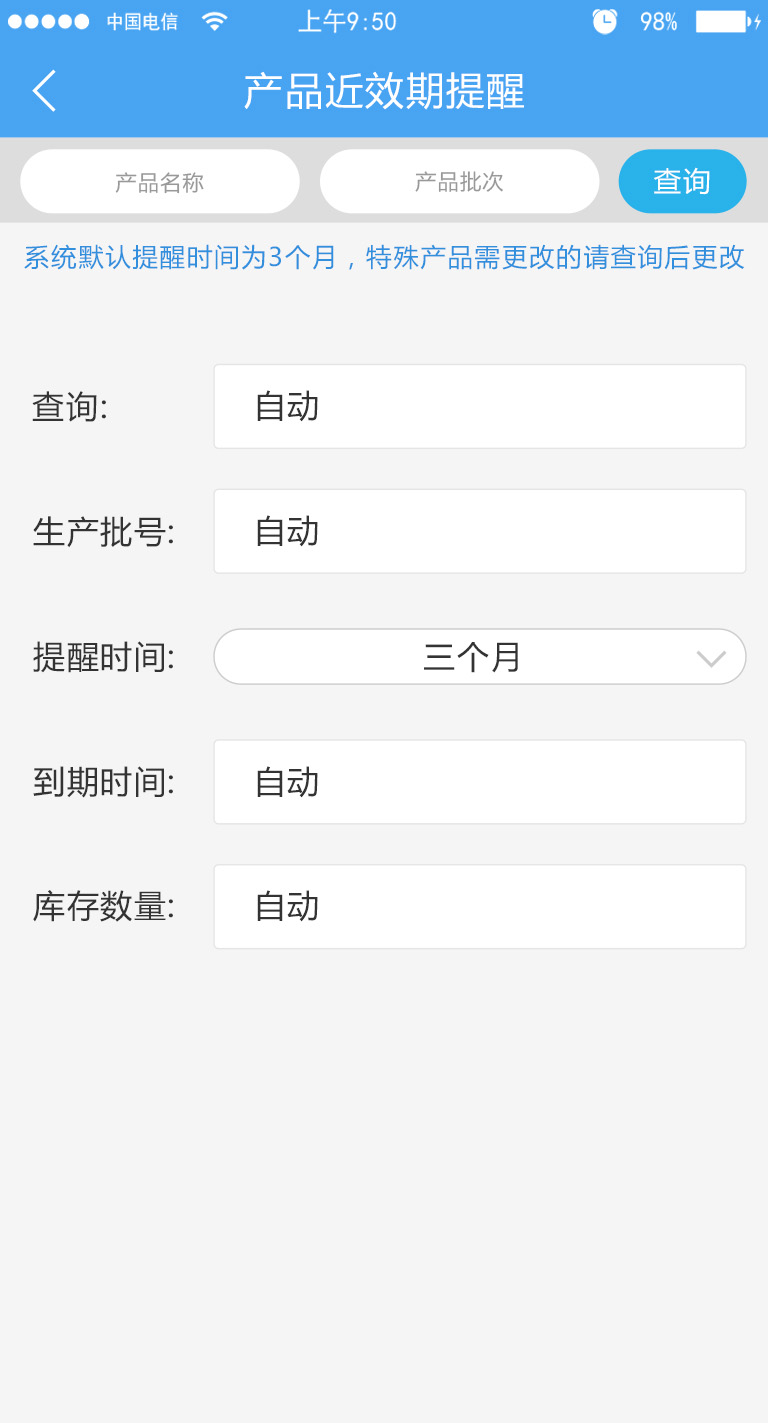 中国电信 上午9:50 98%
产品近效期提醒
产品名称 产品批次 查询
系统默认提醒时间为3个月，特殊产品需更改的请查询后更改
查询: 自动
生产批号: 自动
提醒时间: 三个月
到期时间: 自动
库存数量: 自动